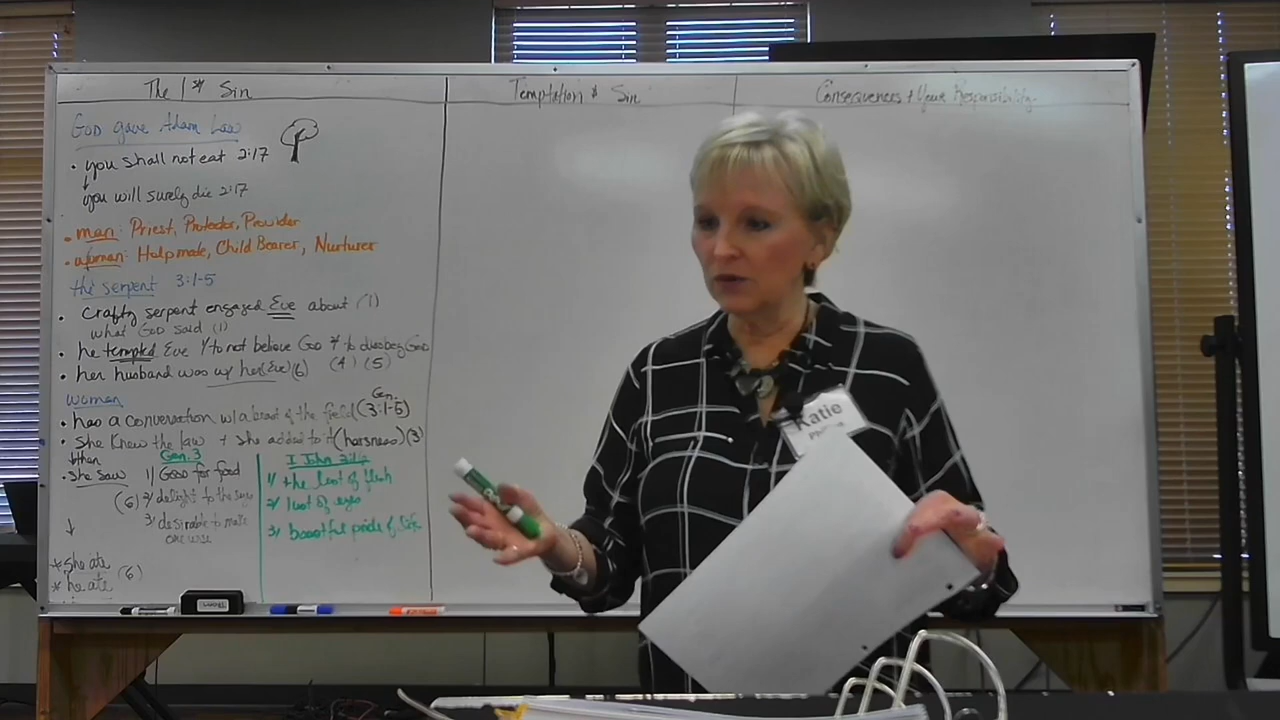 The 1st Sin
Temptation & Sin
Consequences & Your Responsibility
God gave Adam Law
• you shall not eat 2:17
you will surely die 2:17
• man: Priest, Protector, Provider
• woman: Helpmate, Child Bearer, Nurturer
the serpent 3:1-5
• crafty serpent engaged Eve about (1)
what God said (1)
• he tempted Eve to not believe God & to disobey God
(4) (5)
• her husband was w/ her (Eve) (6)
woman
• has a conversation w/ a beast of the field (Gen. 3:1-5)
• she knew the law & she added to it (harsness) (3)
then
Gen. 3
I John
• she saw 1) Good for food
1) the lust of flesh
(6) 2) delight to the eyes
2) lust of eyes
3) desirable to make
one wise
3) boastful pride of life
* she ate
* he ate (6)
Katie